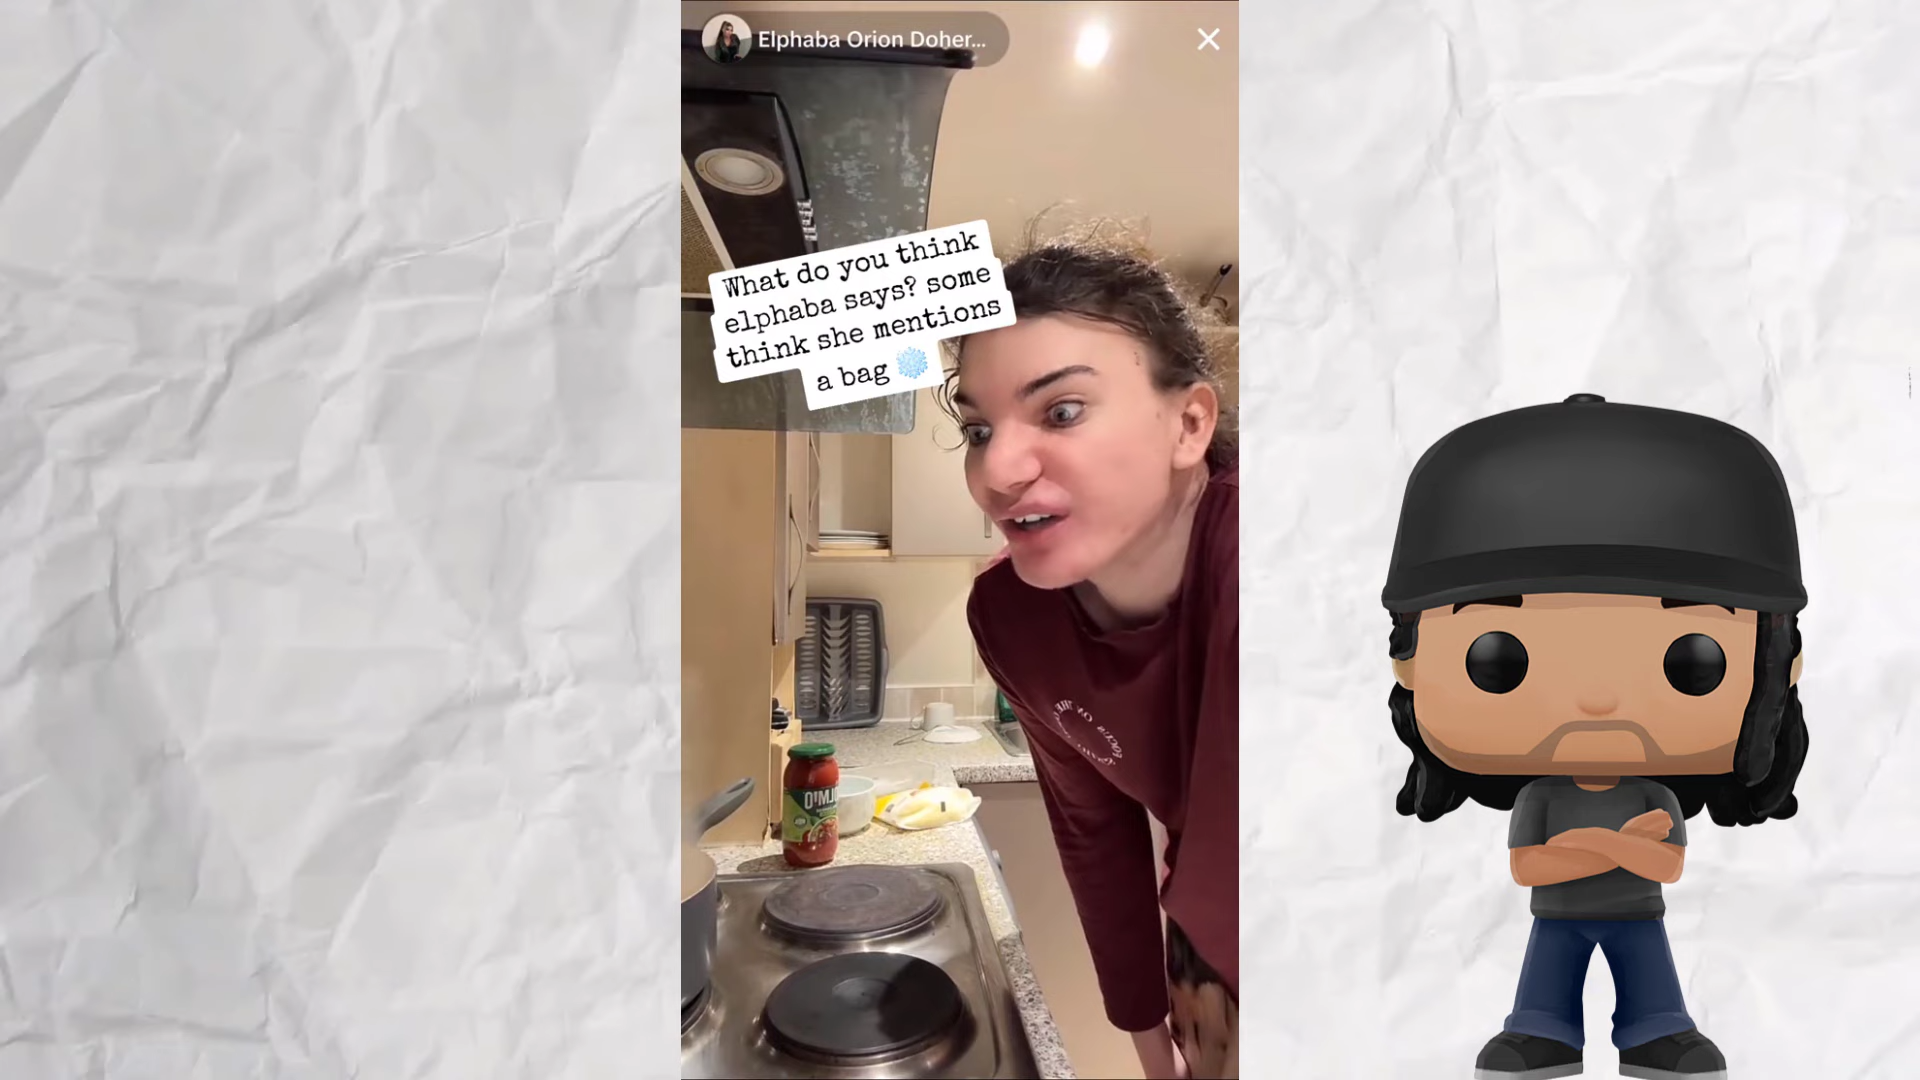 Elphaba Orion Doher...
What do you think
elphaba says? some
think she mentions
a bag